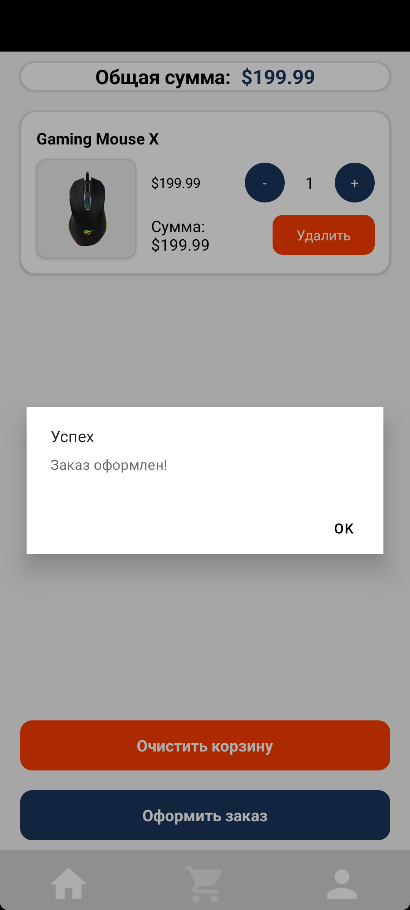 Общая сумма: $199.99
Gaming Mouse X
$199.99
- 1 +
Сумма:
$199.99
Удалить
Успех
Заказ оформлен!
OK
Очистить корзину
Оформить заказ